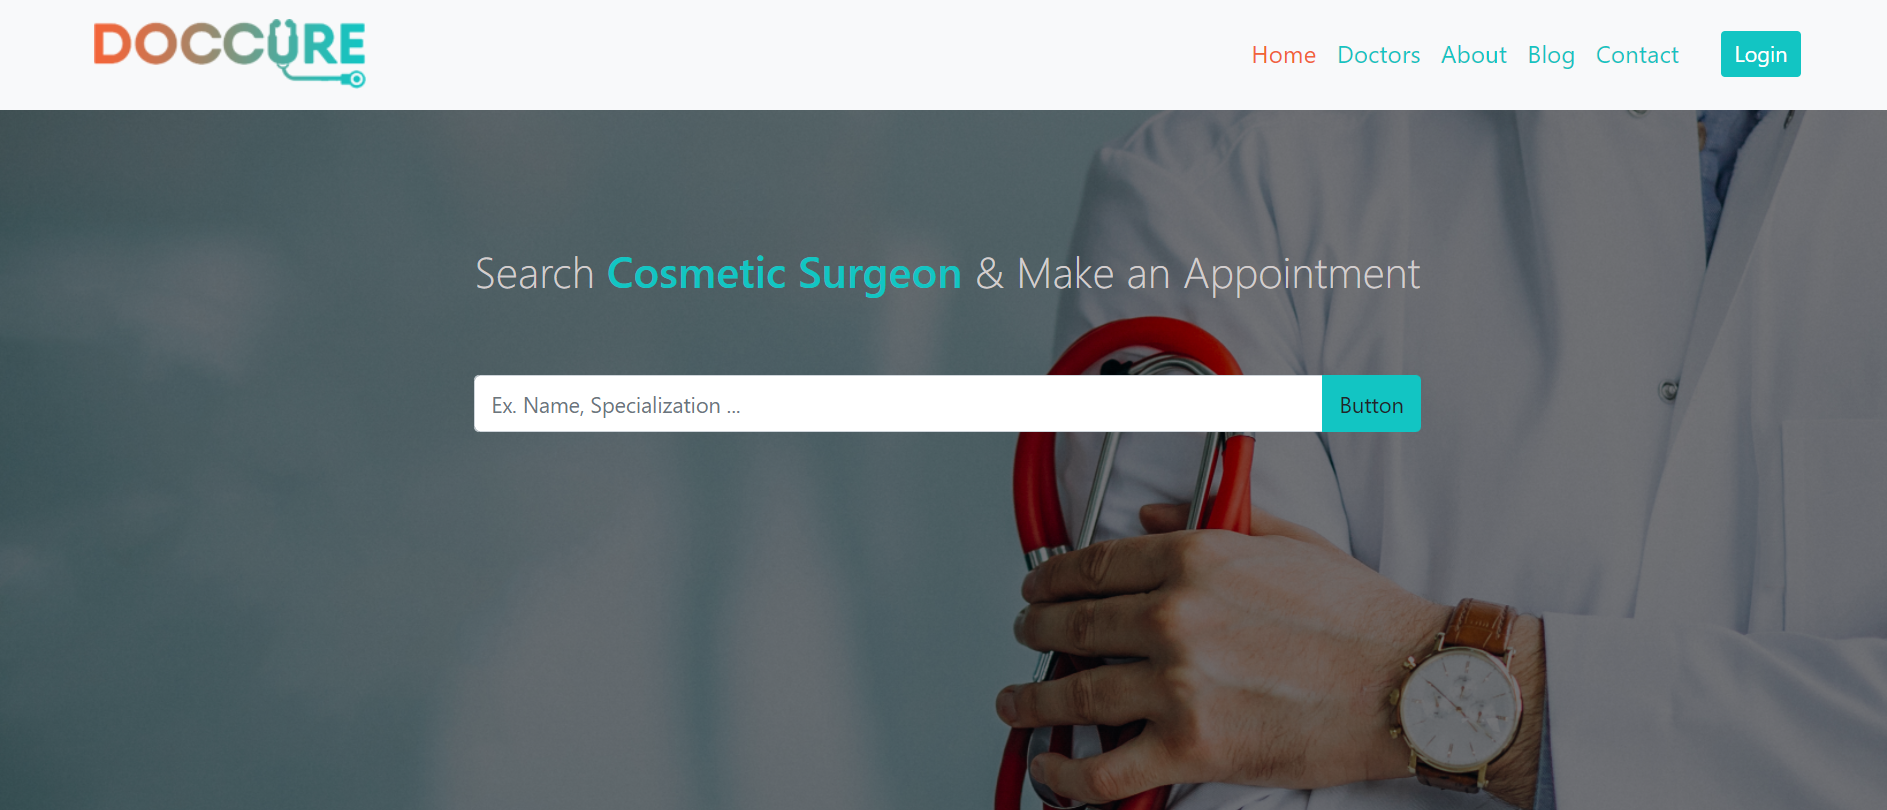 DOCCURE
Home Doctors About Blog Contact Login
Search Cosmetic Surgeon & Make an Appointment
Ex. Name, Specialization ... Button